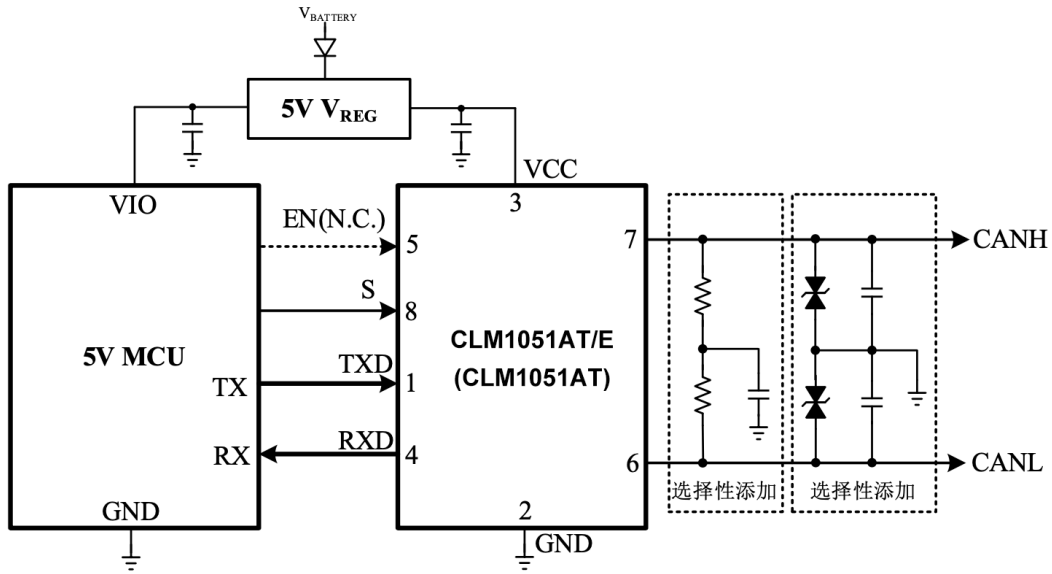 VBATTERY
5V VREG
VCC
VIO
3
EN(N.C.)
5
7
CANH
S
8
CLM1051AT/E
(CLM1051AT)
5V MCU
TXD
TX
1
RXD
RX
4
6
CANL
选择性添加
选择性添加
GND
2
GND